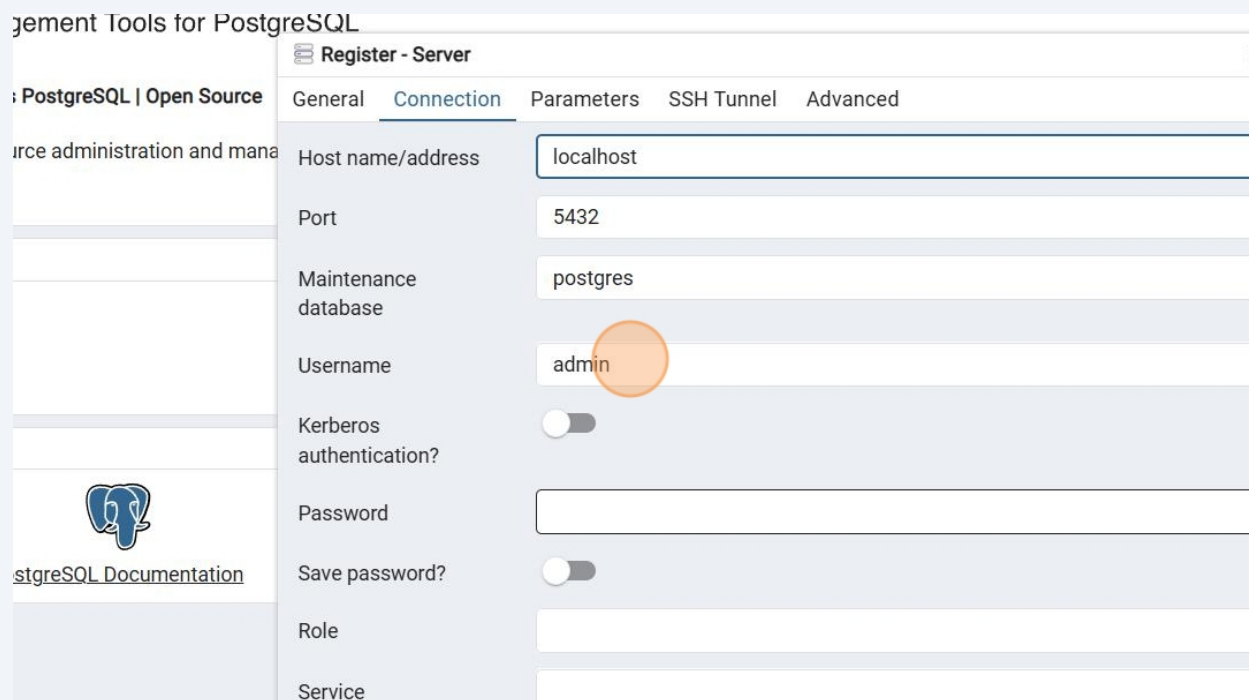 gement Tools for PostgreSQL
Register - Server
s PostgreSQL | Open Source
General Connection Parameters SSH Tunnel Advanced
urce administration and mana
Host name/address
localhost
Port
5432
Maintenance
database
postgres
Username
admin
Kerberos
authentication?
Password
Save password?
ostgreSQL Documentation
Role
Service